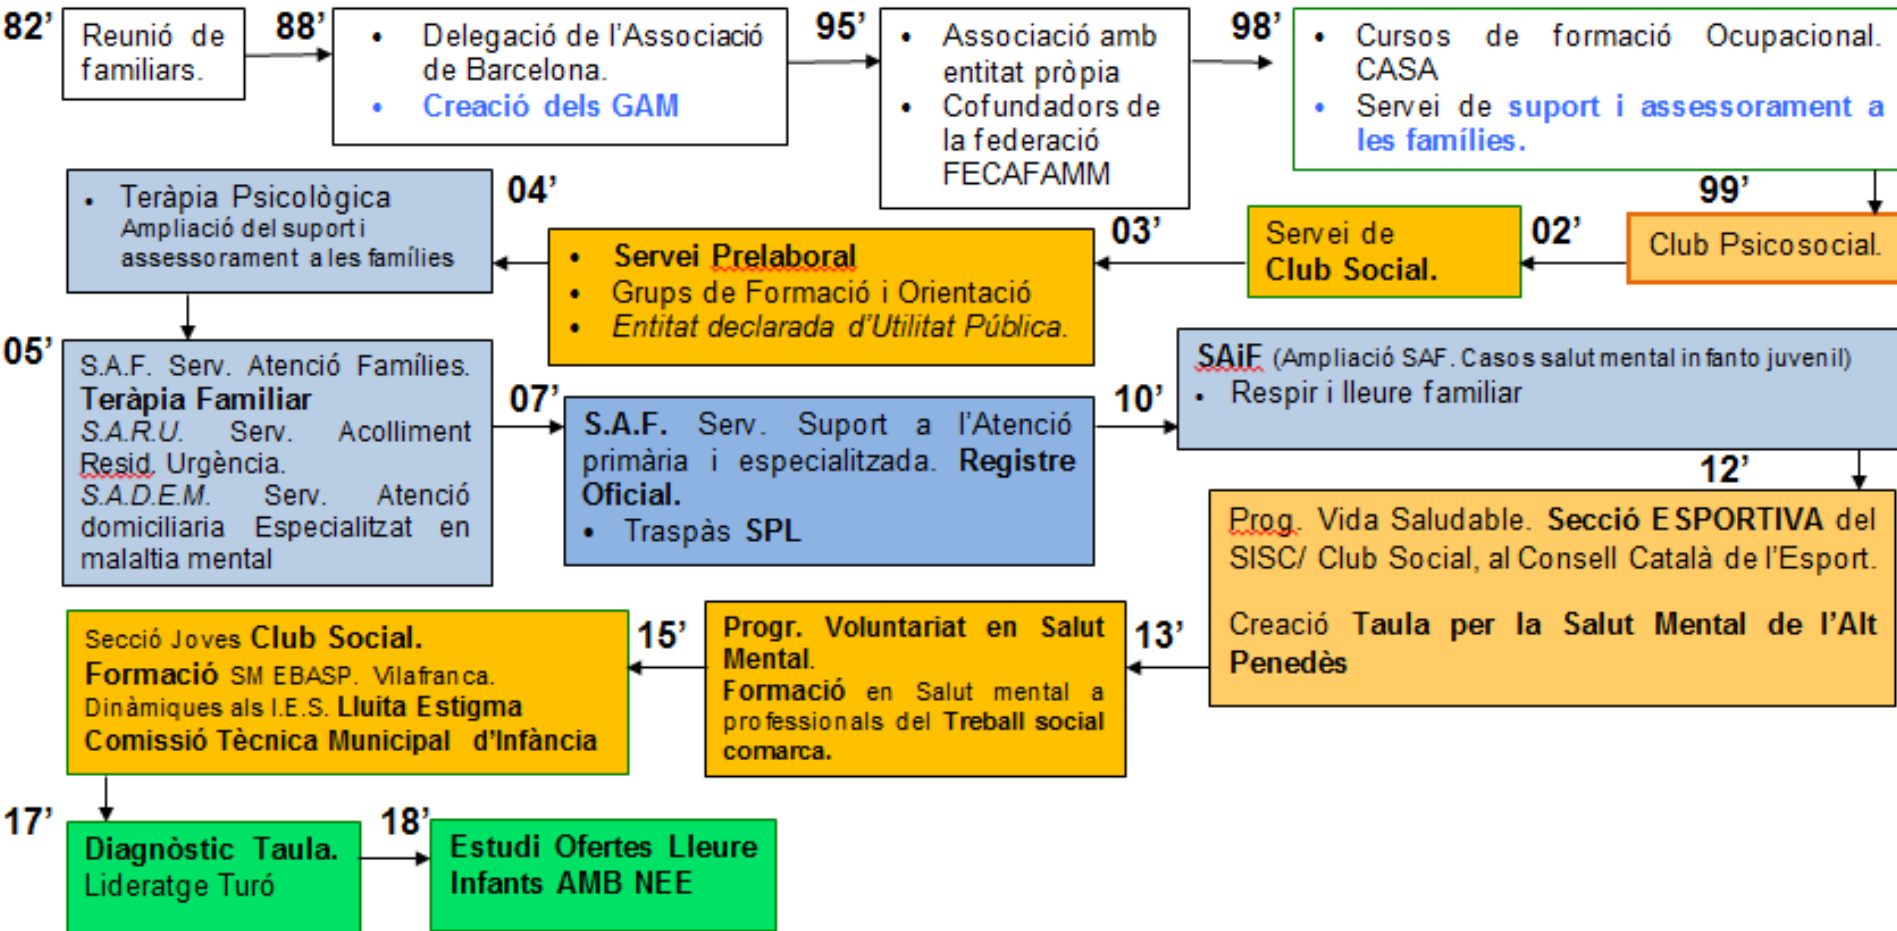 82’
Reunió de
familiars.
88’
• Delegació de l’Associació
de Barcelona.
• Creació dels GAM
95’
• Associació amb
entitat pròpia
• Cofundadors de
la federació
FECAFAMM
98’
• Cursos de formació Ocupacional.
CASA
• Servei de suport i assessorament a
les famílies.
99’
Club Psicosocial.
02’
Servei de
Club Social.
03’
• Servei Prelaboral
• Grups de Formació i Orientació
• Entitat declarada d’Utilitat Pública.
04’
• Teràpia Psicològica
Ampliació del suport i
assessorament a les famílies
05’
S.A.F. Serv. Atenció Famílies.
Teràpia Familiar
S.A.R.U. Serv. Acolliment
Resid. Urgència.
S.A.D.E.M. Serv. Atenció
domiciliaria Especialitzat en
malaltia mental
07’
S.A.F. Serv. Suport a l’Atenció
primària i especialitzada. Registre
Oficial.
• Traspàs SPL
10’
SAiF (Ampliació SAF. Casos salut mental infanto juvenil)
• Respir i lleure familiar
12’
Prog. Vida Saludable. Secció ESPORTIVA del
SISC/ Club Social, al Consell Català de l’Esport.
Creació Taula per la Salut Mental de l’Alt
Penedès
13’
Progr. Voluntariat en Salut
Mental.
Formació en Salut mental a
professionals del Treball social
comarca.
15’
Secció Joves Club Social.
Formació SM EBASP. Vilafranca.
Dinàmiques als I.E.S. Lluita Estigma
Comissió Tècnica Municipal d’Infància
17’
Diagnòstic Taula.
Lideratge Turó
18’
Estudi Ofertes Lleure
Infants AMB NEE